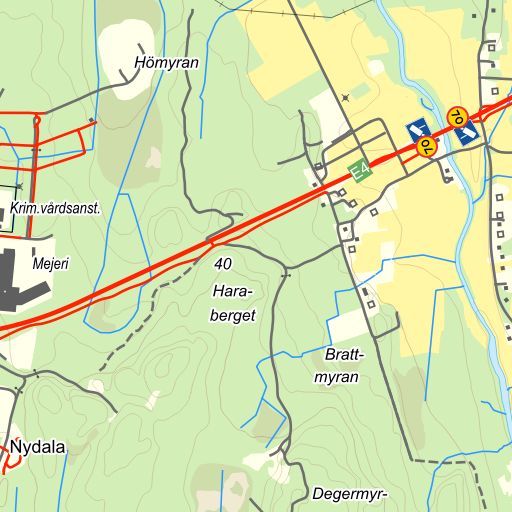 Hömyran
70
70
E4
Krim.vårdsanst.
Mejeri
40
Hara-
berget
Bratt-
myran
Nydala
Degermyr-